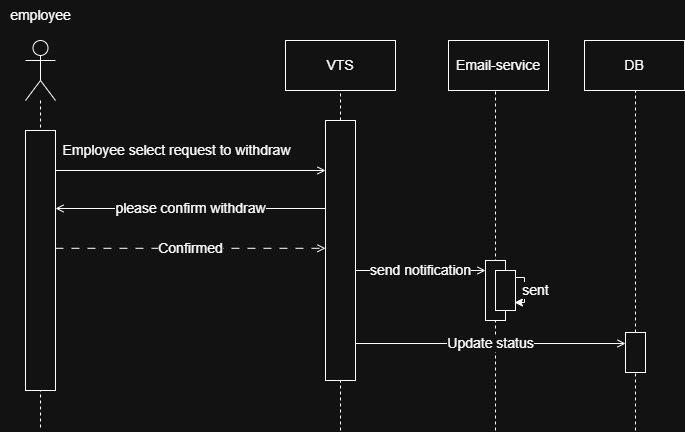 employee
VTS
Email-service
DB
Employee select request to withdraw
please confirm withdraw
Confirmed
send notification
sent
Update status